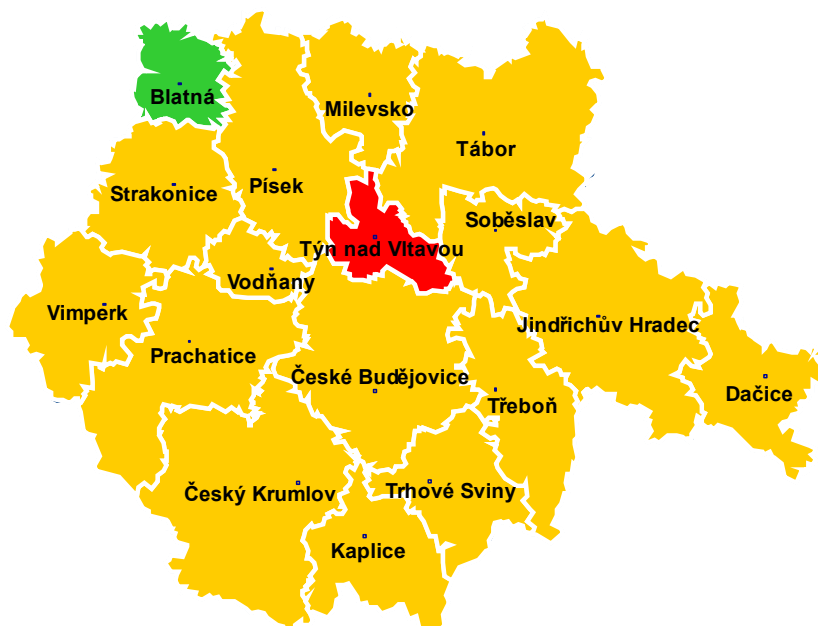 Blatná
Milevsko
Tábor
Strakonice
Písek
Soběslav
Týn nad Vltavou
Vodňany
Vimperk
Jindřichův Hradec
Prachatice
České Budějovice
Dačice
Třeboň
Český Krumlov
Trhové Sviny
Kaplice